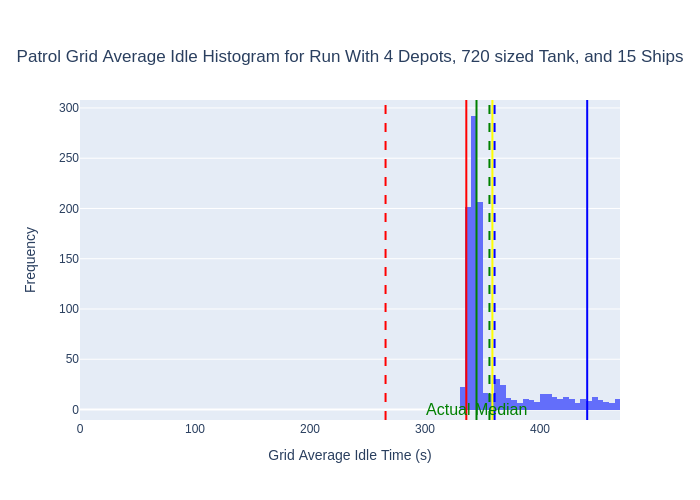 Patrol Grid Average Idle Histogram for Run With 4 Depots, 720 sized Tank, and 15 Ships
300
250
200
150
100
50
0
Frequency
Actual Median
0 100 200 300 400
Grid Average Idle Time (s)